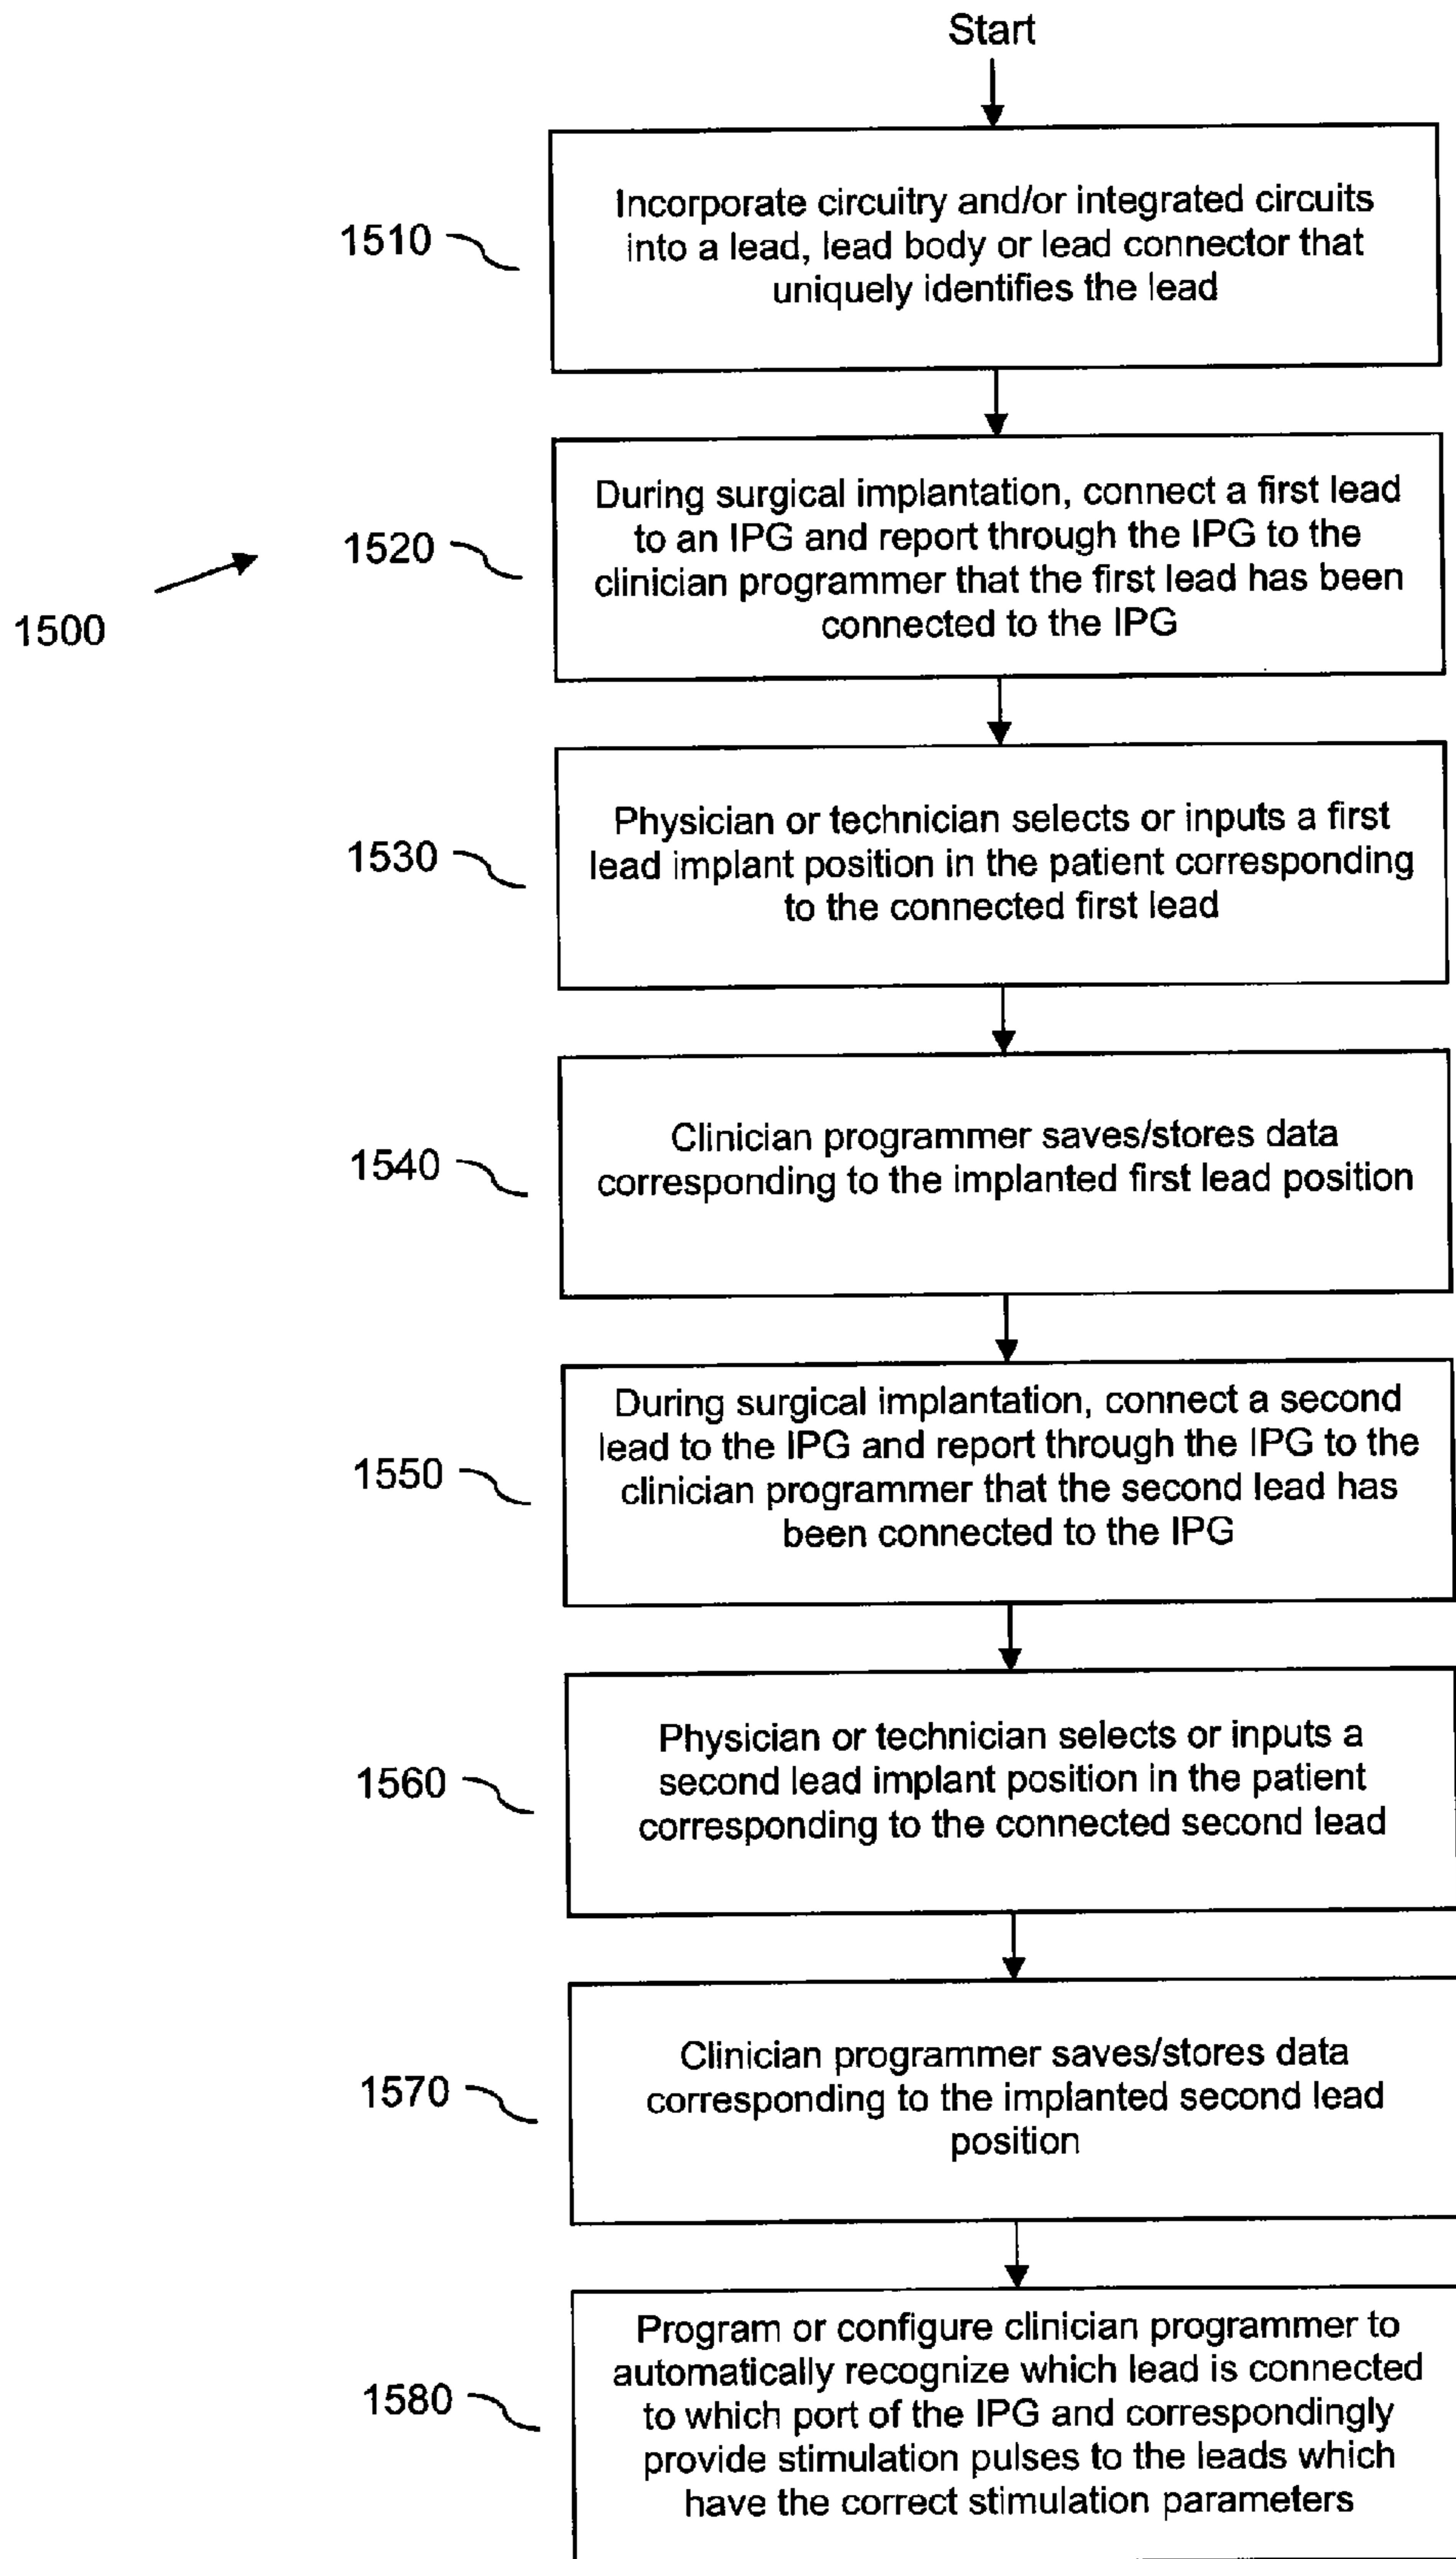 Start
1510
Incorporate circuitry and/or integrated circuits
into a lead, lead body or lead connector that
uniquely identifies the lead
1500
1520
During surgical implantation, connect a first lead
to an IPG and report through the IPG to the
clinician programmer that the first lead has been
connected to the IPG
1530
Physician or technician selects or inputs a first
lead implant position in the patient corresponding
to the connected first lead
1540
Clinician programmer saves/stores data
corresponding to the implanted first lead position
1550
During surgical implantation, connect a second
lead to the IPG and report through the IPG to the
clinician programmer that the second lead has
been connected to the IPG
1560
Physician or technician selects or inputs a
second lead implant position in the patient
corresponding to the connected second lead
1570
Clinician programmer saves/stores data
corresponding to the implanted second lead
position
1580
Program or configure clinician programmer to
automatically recognize which lead is connected
to which port of the IPG and correspondingly
provide stimulation pulses to the leads which
have the correct stimulation parameters